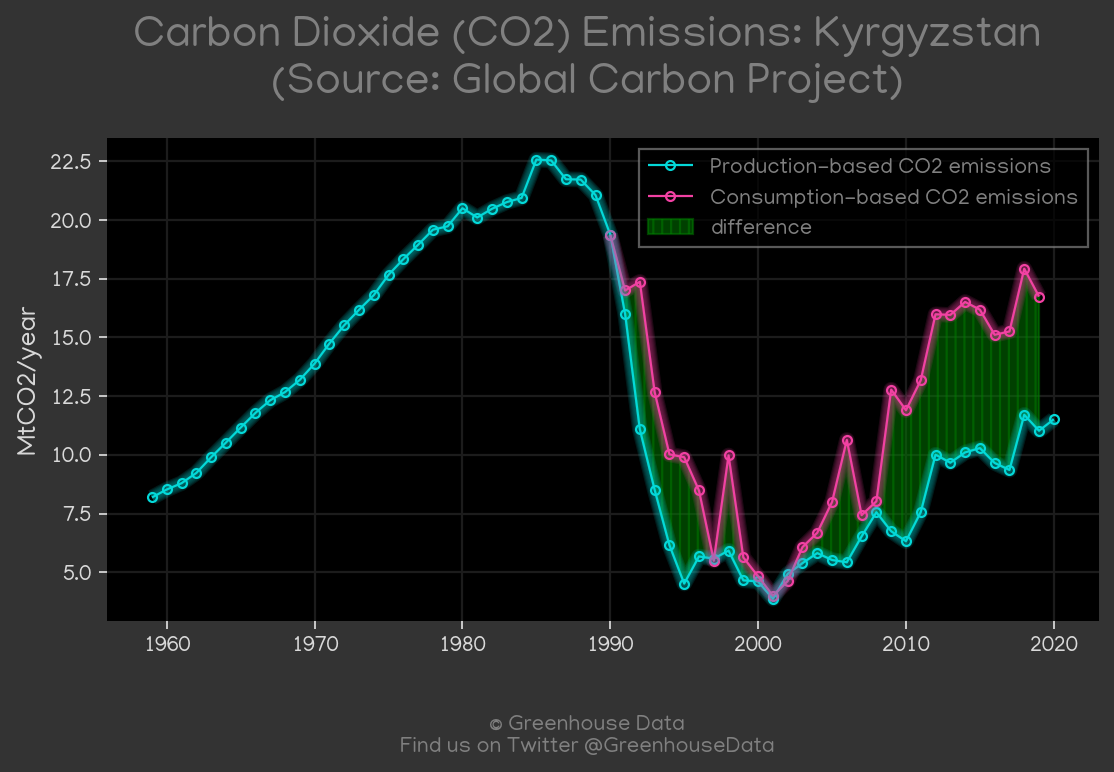 Carbon Dioxide (CO2) Emissions: Kyrgyzstan
(Source: Global Carbon Project)
Production-based CO2 emissions
Consumption-based CO2 emissions
difference
MtCO2/year
22.5
20.0
17.5
15.0
12.5
10.0
7.5
5.0
1960 1970 1980 1990 2000 2010 2020
© Greenhouse Data
Find us on Twitter @GreenhouseData